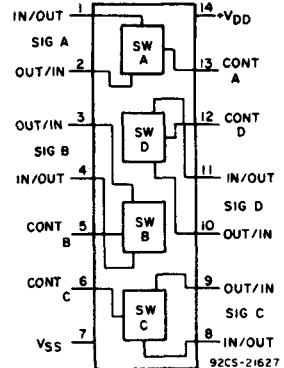 IN/OUT 1 14 +VDD
SIG A SW A
OUT/IN 2 13 CONT A
OUT/IN 3 12 CONT D
SIG B SW D
IN/OUT 4 11 IN/OUT
SIG D
CONT B 5 SW B 10 OUT/IN
CONT C 6 9 OUT/IN
SW C SIG C
VSS 7 8 IN/OUT
92CS-21627